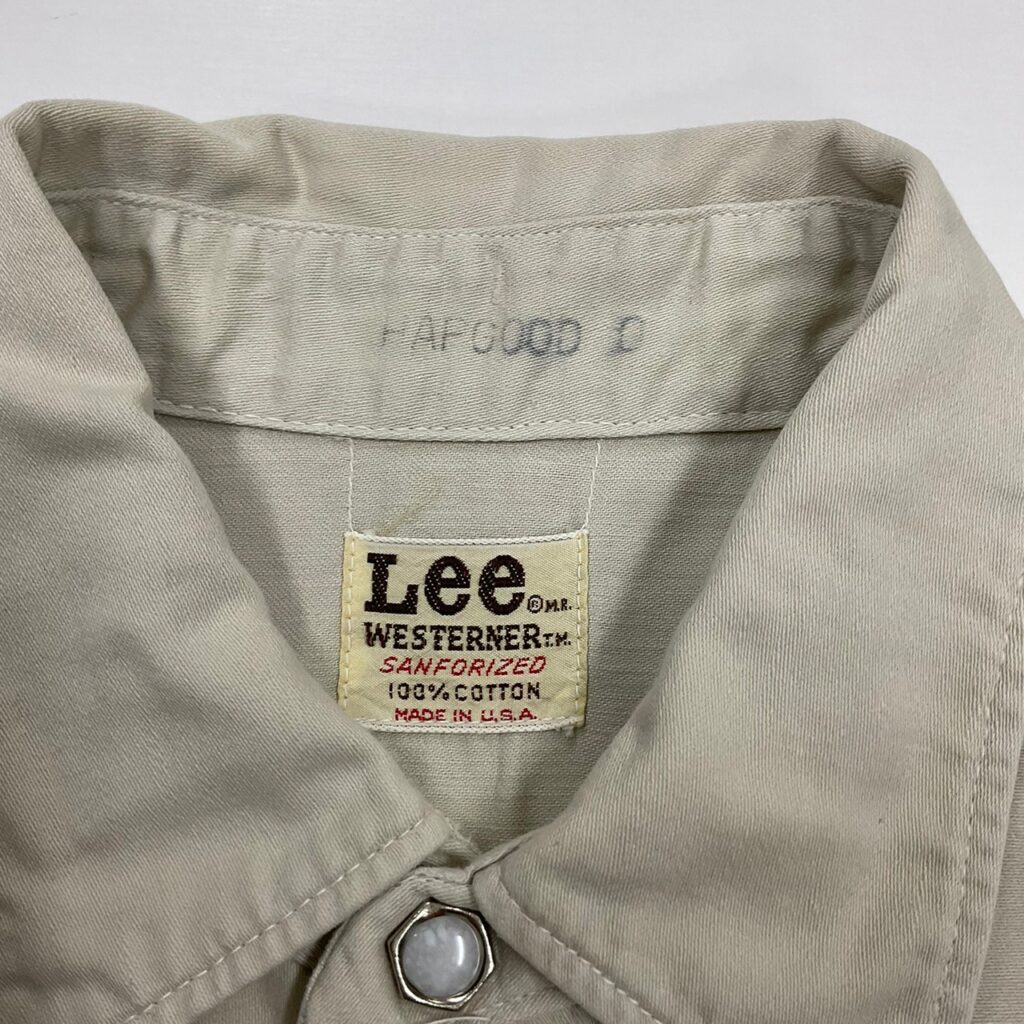 HAPGOOD D
Lee ® M.R.
WESTERNER T.M.
SANFORIZED
100% COTTON
MADE IN U.S.A.